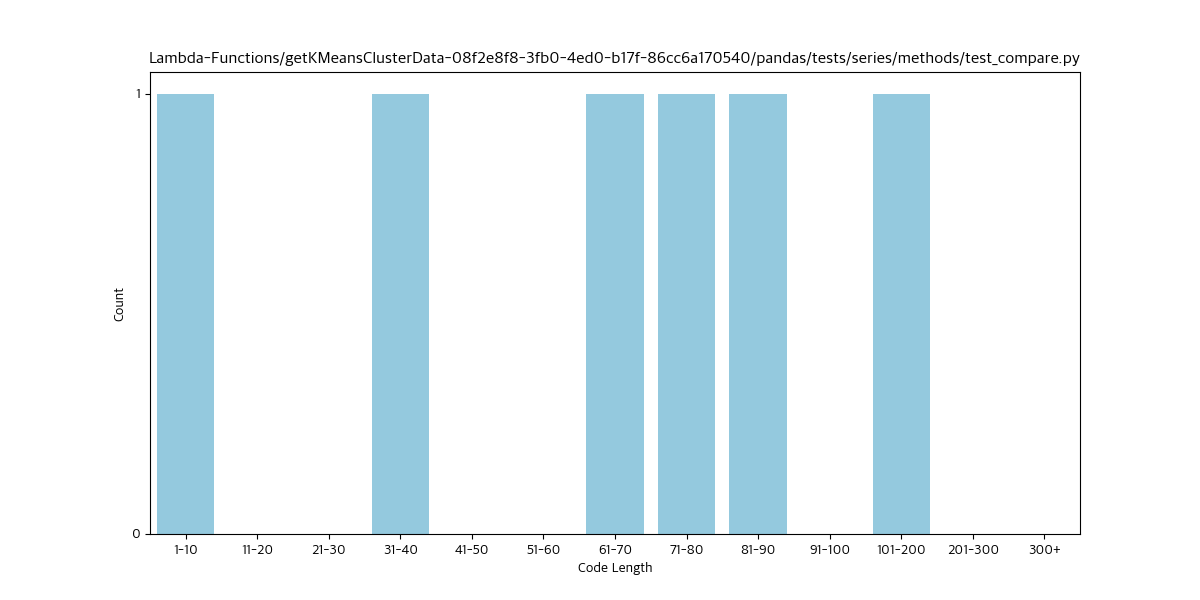 Lambda-Functions/getKMeansClusterData-08f2e8f8-3fb0-4ed0-b17f-86cc6a170540/pandas/tests/series/methods/test_compare.py
1
Count
0
1-10 11-20 21-30 31-40 41-50 51-60 61-70 71-80 81-90 91-100 101-200 201-300 300+
Code Length